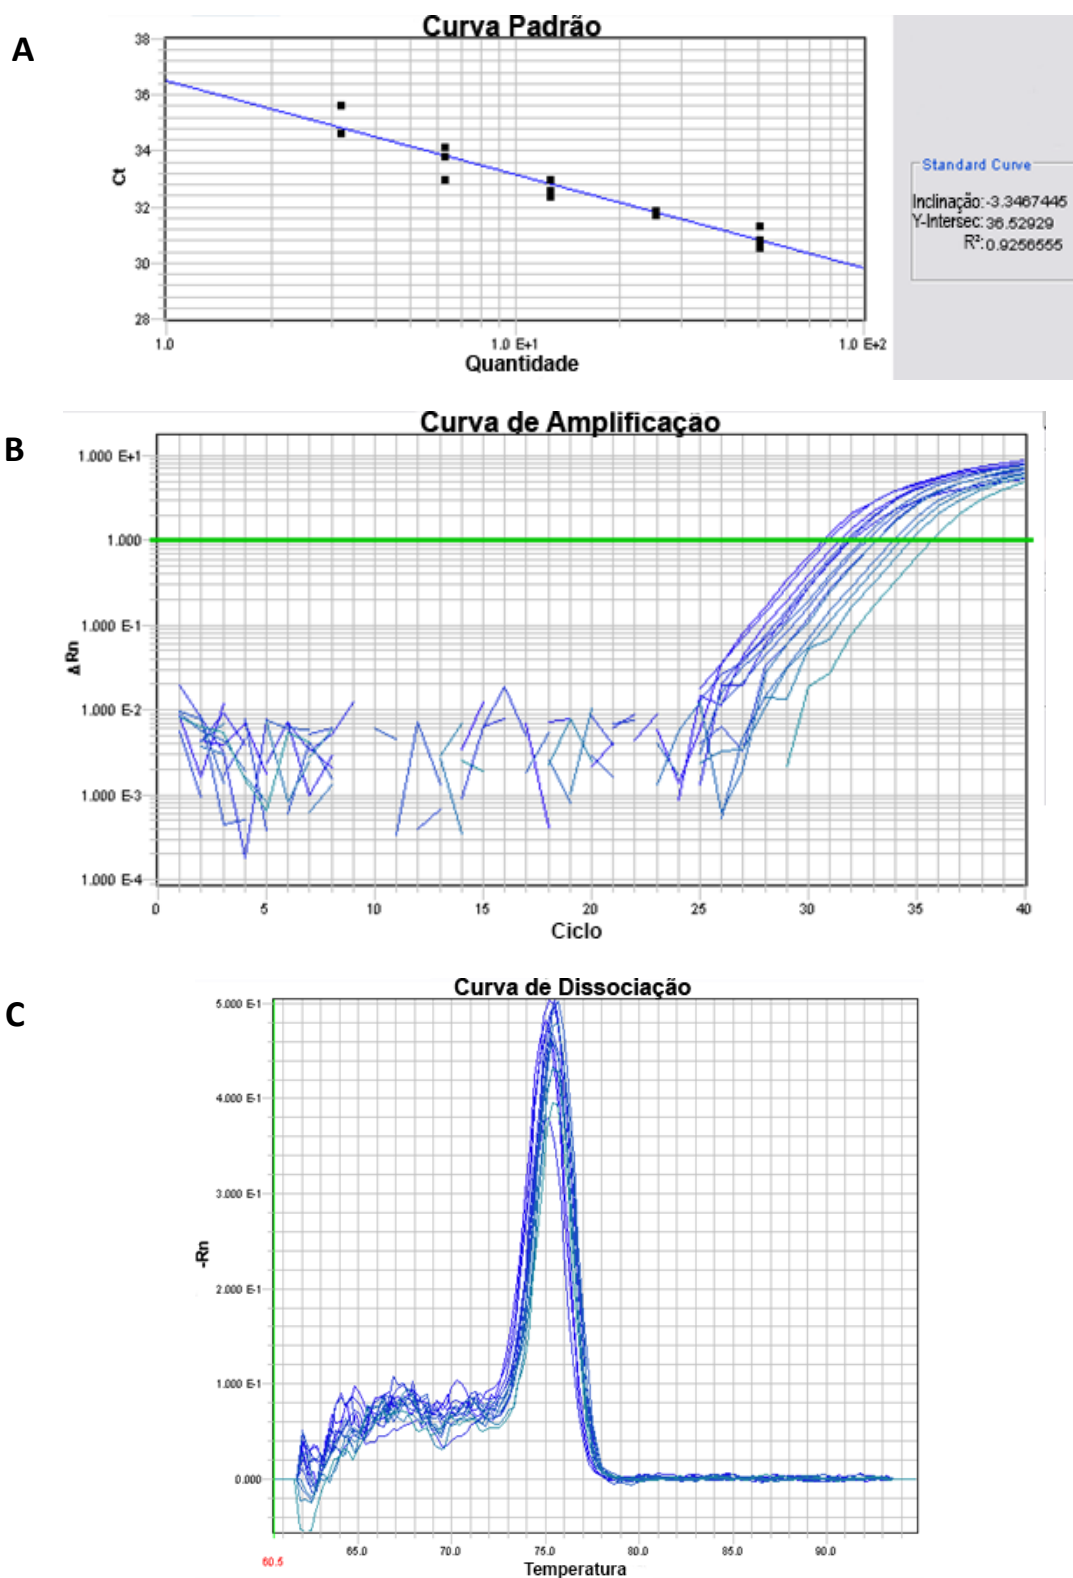 A
Curva Padrão
38
36
34
32
30
28
Ct
1.0
1.0 E+1
1.0 E+2
Quantidade
Standard Curve
Inclinação: -3.3467445
Y-Intersec: 36.52929
R²: 0.9256555
B
Curva de Amplificação
1.000 E+1
1.000
1.000 E-1
1.000 E-2
1.000 E-3
1.000 E-4
Δ Rn
0
5
10
15
20
25
30
35
40
Ciclo
C
Curva de Dissociação
5.000 E-1
4.000 E-1
3.000 E-1
2.000 E-1
1.000 E-1
0.000
-Rn
60.5
65.0
70.0
75.0
80.0
85.0
90.0
Temperatura